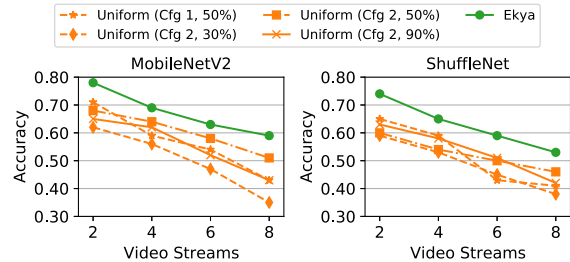 Uniform (Cfg 1, 50%) Uniform (Cfg 2, 50%) Ekya
Uniform (Cfg 2, 30%) Uniform (Cfg 2, 90%)
MobileNetV2
0.80
0.70
0.60
0.50
0.40
0.30
Accuracy
2 4 6 8
Video Streams
ShuffleNet
0.80
0.70
0.60
0.50
0.40
0.30
Accuracy
2 4 6 8
Video Streams